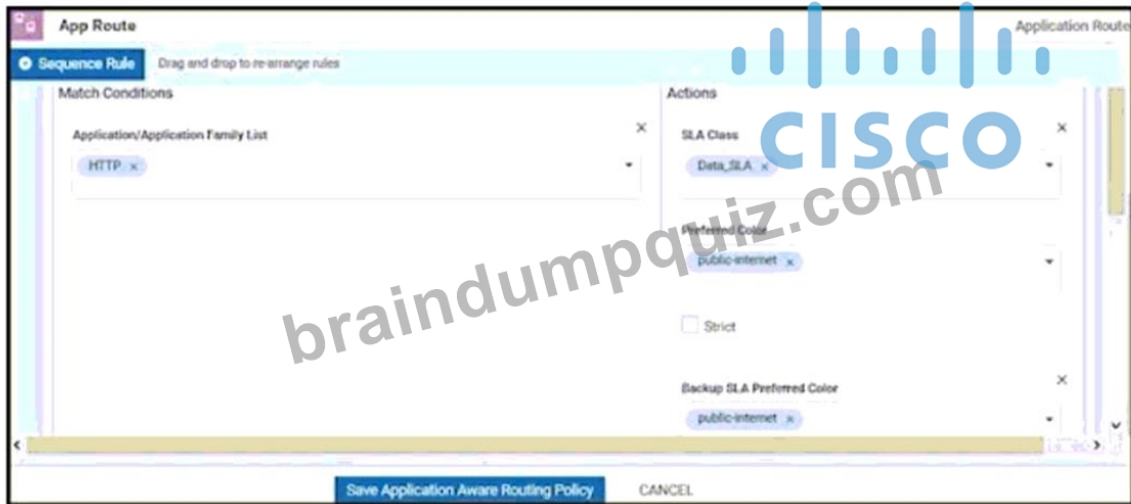 App Route
Application Route
Sequence Rule
Drag and drop to re-arrange rules
Match Conditions
Actions
Application/Application Family List
×
HTTP ×
SLA Class
×
Data_SLA ×
CISCO
Preferred Color
public-internet ×
Strict
Backup SLA Preferred Color
×
public-internet ×
braindumpquiz.com
Save Application Aware Routing Policy
CANCEL